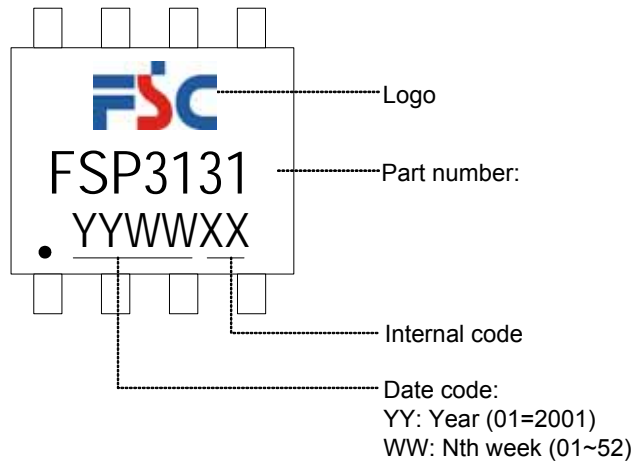 FSC
Logo
FSP3131
Part number:
YYWWXX
Internal code
Date code:
YY: Year (01=2001)
WW: Nth week (01~52)